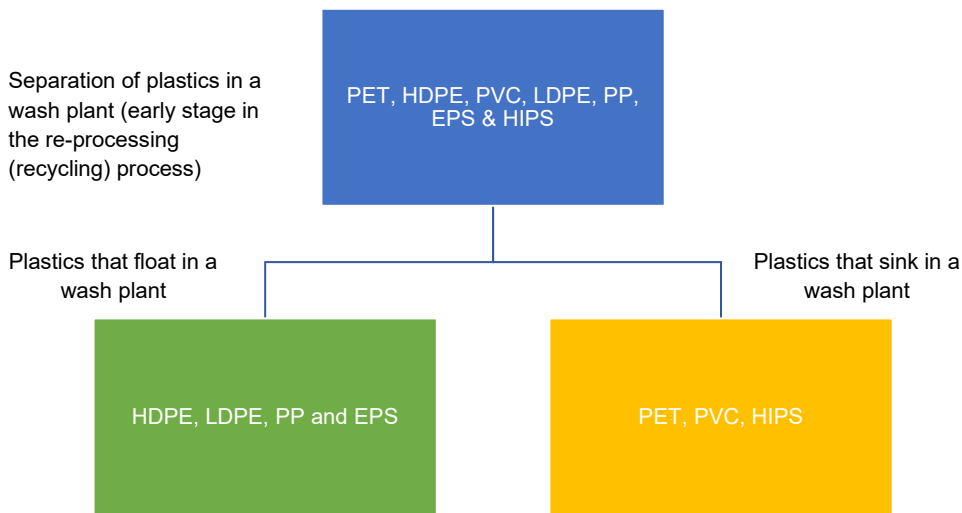 Separation of plastics in a
wash plant (early stage in
the re-processing
(recycling) process)
PET, HDPE, PVC, LDPE, PP,
EPS & HIPS
Plastics that float in a
wash plant
Plastics that sink in a
wash plant
HDPE, LDPE, PP and EPS
PET, PVC, HIPS